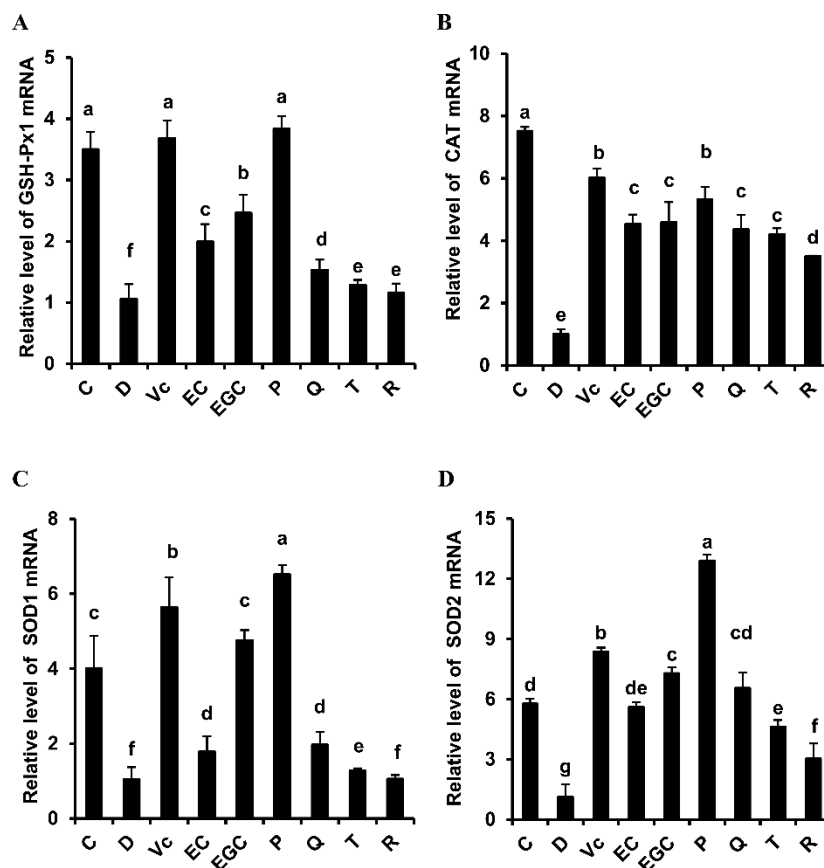 A
Relative level of GSH-Px1 mRNA
5
4
3
2
1
0
a
f
a
c
b
a
d
e
e
C
D
Vc
EC
EGC
P
Q
T
R
B
Relative level of CAT mRNA
10
8
6
4
2
0
a
e
b
c
c
b
c
c
d
C
D
Vc
EC
EGC
P
Q
T
R
C
Relative level of SOD1 mRNA
8
6
4
2
0
c
f
b
d
c
a
d
e
f
C
D
Vc
EC
EGC
P
Q
T
R
D
Relative level of SOD2 mRNA
15
12
9
6
3
0
d
g
b
de
c
a
cd
e
f
C
D
Vc
EC
EGC
P
Q
T
R